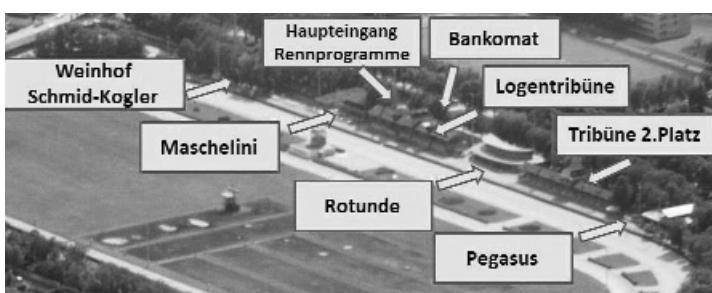 Haupteingang
Rennprogramme
Bankomat
Weinhof
Schmid-Kogler
Logentribüne
Maschelini
Tribüne 2.Platz
Rotunde
Pegasus